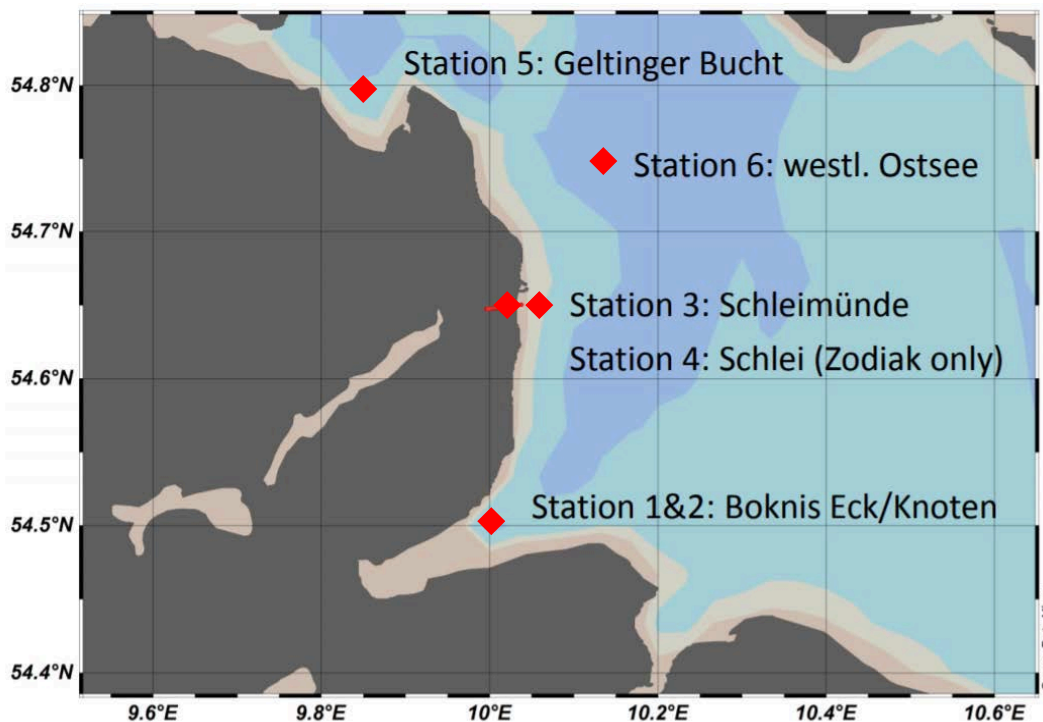 Station 5: Geltinger Bucht
54.8°N
Station 6: westl. Ostsee
54.7°N
Station 3: Schleimünde
Station 4: Schlei (Zodiak only)
54.6°N
Station 1&2: Boknis Eck/Knoten
54.5°N
54.4°N
9.6°E 9.8°E 10°E 10.2°E 10.4°E 10.6°E